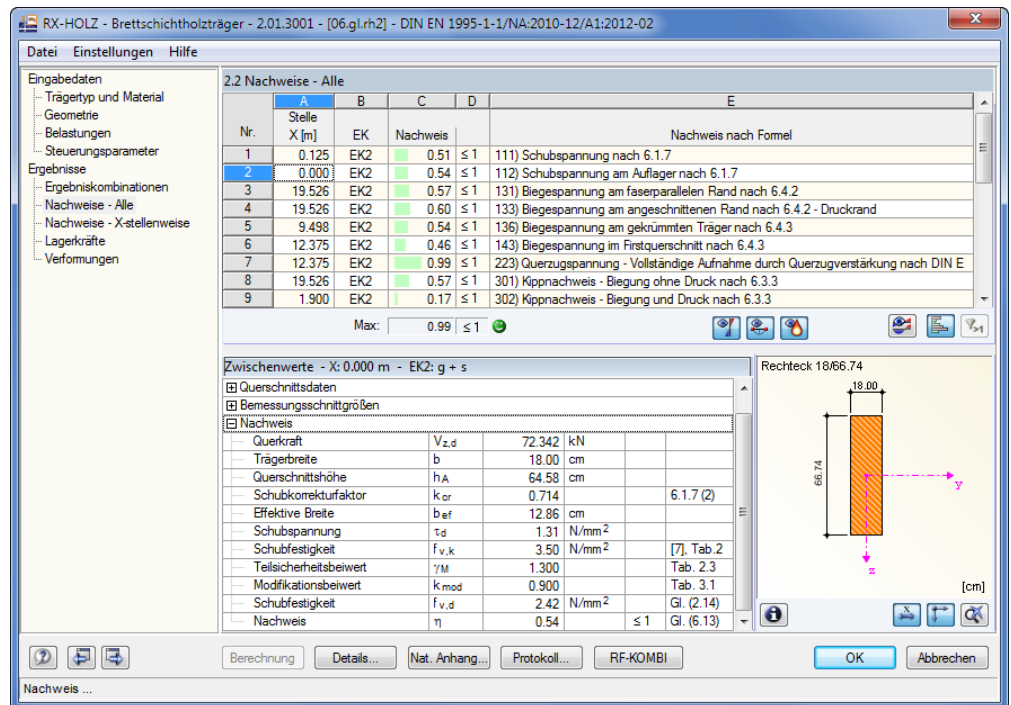 RX-HOLZ - Brettschichtholzträger - 2.01.3001 - [06.gl.rh2] - DIN EN 1995-1-1/NA:2010-12/A1:2012-02
Datei Einstellungen Hilfe
Eingabedaten
Trägertyp und Material
Geometrie
Belastungen
Steuerungsparameter
Ergebnisse
Ergebniskombinationen
Nachweise - Alle
Nachweise - X-stellenweise
Lagerkräfte
Verformungen
2.2 Nachweise - Alle
A B C D E
Nr. Stelle X [m] EK Nachweis Nachweis nach Formel
1 0.125 EK2 0.51 ≤ 1 111) Schubspannung nach 6.1.7
2 0.000 EK2 0.54 ≤ 1 112) Schubspannung am Auflager nach 6.1.7
3 19.526 EK2 0.57 ≤ 1 131) Biegespannung am faserparallelen Rand nach 6.4.2
4 19.526 EK2 0.60 ≤ 1 133) Biegespannung am angeschnittenen Rand nach 6.4.2 - Druckrand
5 9.498 EK2 0.54 ≤ 1 136) Biegespannung am gekrümmten Träger nach 6.4.3
6 12.375 EK2 0.46 ≤ 1 143) Biegespannung im Firstquerschnitt nach 6.4.3
7 12.375 EK2 0.99 ≤ 1 223) Querzugspannung - Vollständige Aufnahme durch Querzugverstärkung nach DIN E
8 19.526 EK2 0.57 ≤ 1 301) Kippnachweis - Biegung ohne Druck nach 6.3.3
9 1.900 EK2 0.17 ≤ 1 302) Kippnachweis - Biegung und Druck nach 6.3.3
Max: 0.99 ≤ 1
>1
Zwischenwerte - X: 0.000 m - EK2: g + s
Querschnittsdaten
Bemessungsschnittgrößen
Nachweis
Querkraft Vz,d 72.342 kN
Trägerbreite b 18.00 cm
Querschnittshöhe hA 64.58 cm
Schubkorrekturfaktor kcr 0.714 6.1.7 (2)
Effektive Breite bef 12.86 cm
Schubspannung τd 1.31 N/mm²
Schubfestigkeit fv,k 3.50 N/mm² [7], Tab.2
Teilsicherheitsbeiwert γM 1.300 Tab. 2.3
Modifikationsbeiwert kmod 0.900 Tab. 3.1
Schubfestigkeit fv,d 2.42 N/mm² Gl. (2.14)
Nachweis η 0.54 ≤ 1 Gl. (6.13)
Rechteck 18/66.74
18.00
66.74
y
z
[cm]
Berechnung Details... Nat. Anhang... Protokoll... RF-KOMBI OK Abbrechen
Nachweis ...